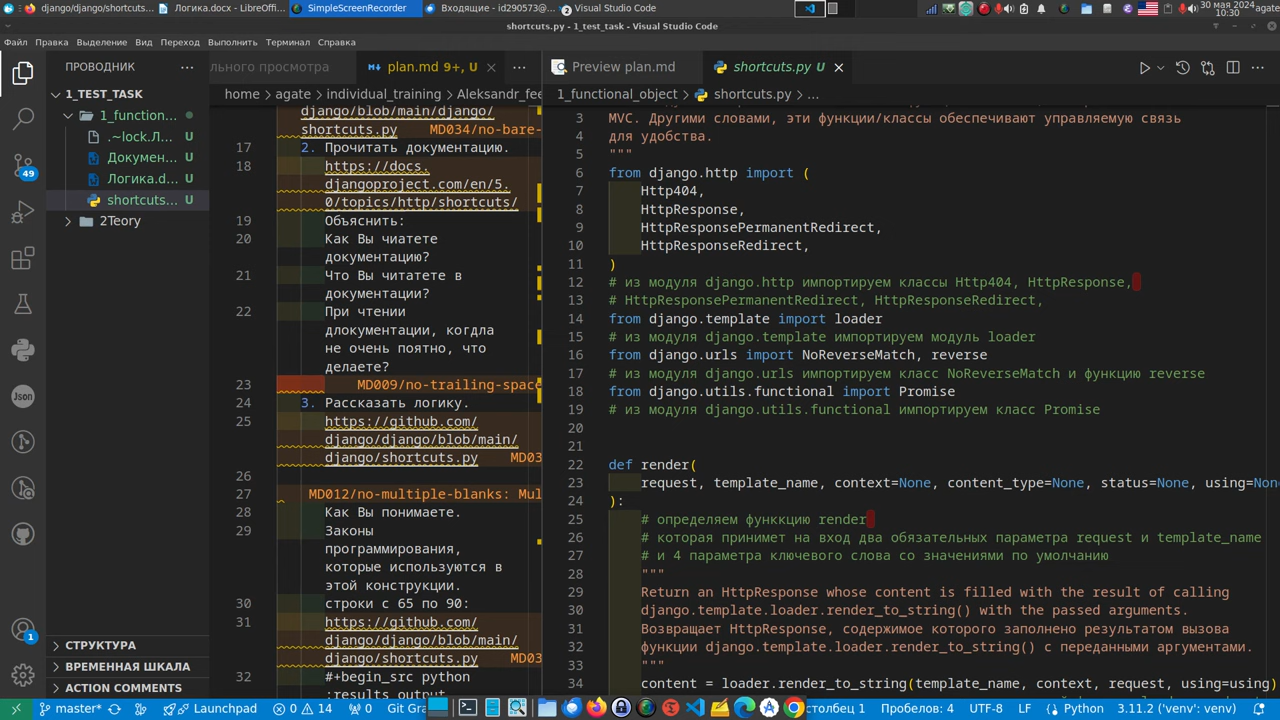 django/django/shortcuts...
Логика.docx - LibreOffi...
SimpleScreenRecorder
Входящие - id290573@...
Visual Studio Code
30 мая 2024
10:30
agate
shortcuts.py - 1_test_task - Visual Studio Code
Файл Правка Выделение Вид Переход Выполнить Терминал Справка
ПРОВОДНИК
1_TEST_TASK
1_function...
.~lock.Л... U
Докумен... U
Логика.d... U
shortcuts... U
2Teory
СТРУКТУРА
ВРЕМЕННАЯ ШКАЛА
ACTION COMMENTS
49
Json
1
льного просмотра
plan.md 9+, U
home agate individual_training Aleksandr_fee
django/blob/main/django/
shortcuts.py MD034/no-bare-
17 2. Прочитать документацию.
18 https://docs.
djangoproject.com/en/5.
0/topics/http/shortcuts/
19 Объяснить:
20 Как Вы чиатете
документацию?
21 Что Вы читатете в
документации?
22 При чтении
длокументации, когдла
не очень поятно, что
делаете?
23 MD009/no-trailing-space
24 3. Рассказать логику.
25 https://github.com/
django/django/blob/main/
django/shortcuts.py MD03
26
27 MD012/no-multiple-blanks: Mul
28 Как Вы понимаете.
29 Законы
программирования,
которые используются в
этой конструкции.
30 строки с 65 по 90:
31 https://github.com/
django/django/blob/main/
django/shortcuts.py MD03
32 #+begin_src python
:results output
Preview plan.md
shortcuts.py U
1_functional_object shortcuts.py ...
3 MVC. Другими словами, эти функции/классы обеспечивают управляемую связь
4 для удобства.
5 """
6 from django.http import (
7 Http404,
8 HttpResponse,
9 HttpResponsePermanentRedirect,
10 HttpResponseRedirect,
11 )
12 # из модуля django.http импортируем классы Http404, HttpResponse,
13 # HttpResponsePermanentRedirect, HttpResponseRedirect,
14 from django.template import loader
15 # из модуля django.template импортируем модуль loader
16 from django.urls import NoReverseMatch, reverse
17 # из модуля django.urls импортируем класс NoReverseMatch и функцию reverse
18 from django.utils.functional import Promise
19 # из модуля django.utils.functional импортируем класс Promise
20
21
22 def render(
23 request, template_name, context=None, content_type=None, status=None, using=Non
24 ):
25 # определяем функкцию render
26 # которая принимет на вход два обязательных параметра request и template_name
27 # и 4 параметра ключевого слова со значениями по умолчанию
28 """
29 Return an HttpResponse whose content is filled with the result of calling
30 django.template.loader.render_to_string() with the passed arguments.
31 Возвращает HttpResponse, содержимое которого заполнено результатом вызова
32 функции django.template.loader.render_to_string() с переданными аргументами.
33 """
34 content = loader.render_to_string(template_name, context, request, using=using)
master* Launchpad 0 14 0 Git Gra
столбец 1 Пробелов: 4 UTF-8 LF Python 3.11.2 ('venv': venv)